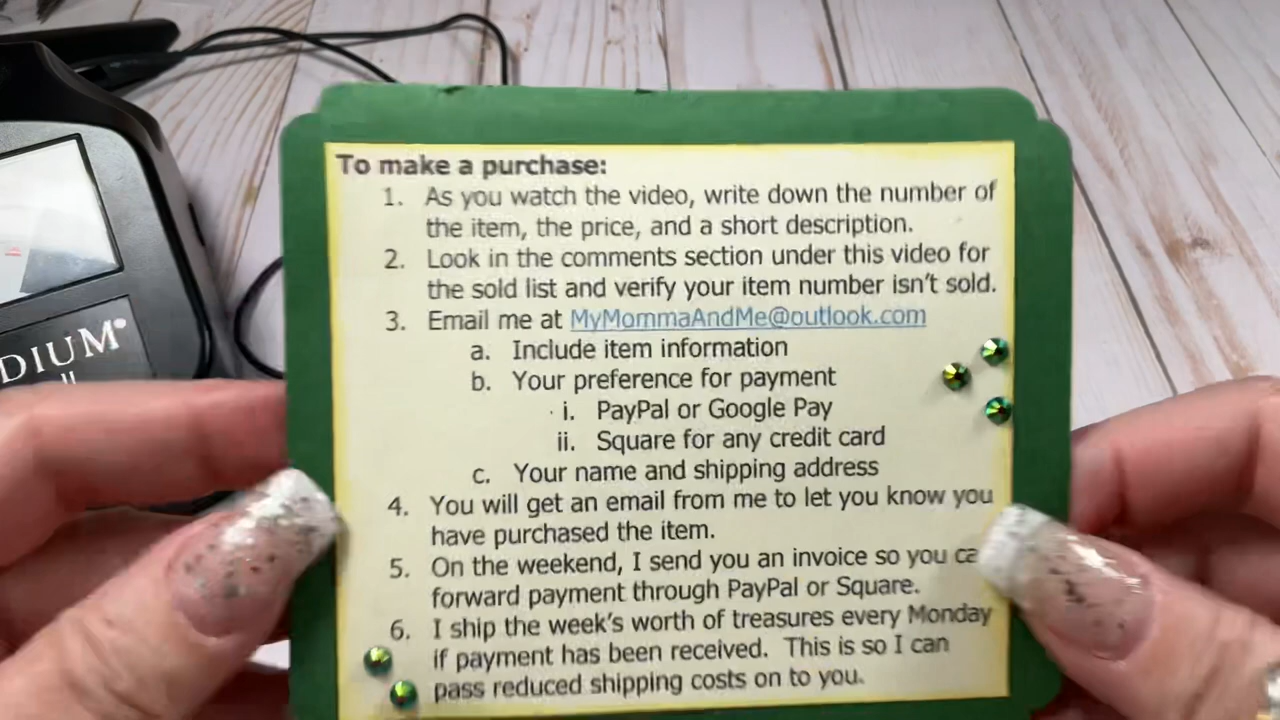 To make a purchase:
1. As you watch the video, write down the number of
the item, the price, and a short description.
2. Look in the comments section under this video for
the sold list and verify your item number isn't sold.
3. Email me at MyMommaAndMe@outlook.com
a. Include item information
b. Your preference for payment
i. PayPal or Google Pay
ii. Square for any credit card
c. Your name and shipping address
4. You will get an email from me to let you know you
have purchased the item.
5. On the weekend, I send you an invoice so you ca
forward payment through PayPal or Square.
6. I ship the week's worth of treasures every Monday
if payment has been received. This is so I can
pass reduced shipping costs on to you.
DIUM®
II